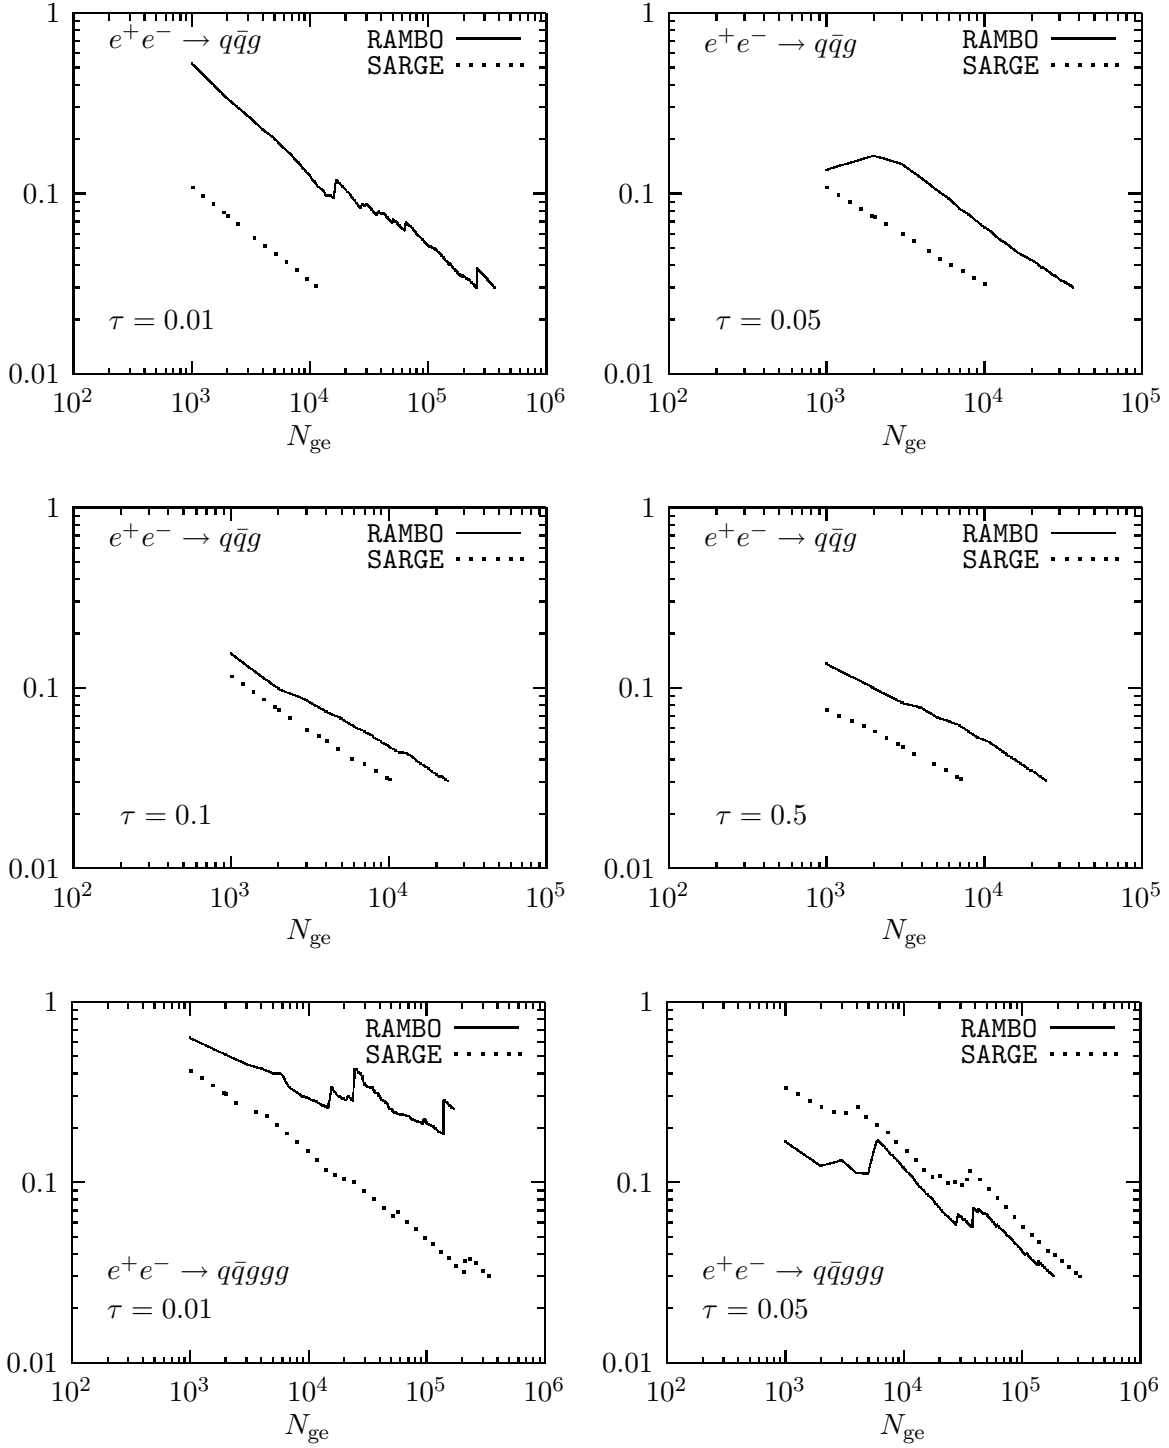 1
0.1
0.01
10² 10³ 10⁴ 10⁵ 10⁶
N_ge
e⁺e⁻ → qq̄g
RAMBO
SARGE
τ = 0.01
1
0.1
0.01
10² 10³ 10⁴ 10⁵
N_ge
e⁺e⁻ → qq̄g
RAMBO
SARGE
τ = 0.05
1
0.1
0.01
10² 10³ 10⁴ 10⁵
N_ge
e⁺e⁻ → qq̄g
RAMBO
SARGE
τ = 0.1
1
0.1
0.01
10² 10³ 10⁴ 10⁵
N_ge
e⁺e⁻ → qq̄g
RAMBO
SARGE
τ = 0.5
1
0.1
0.01
10² 10³ 10⁴ 10⁵ 10⁶
N_ge
RAMBO
SARGE
e⁺e⁻ → qq̄ggg
τ = 0.01
1
0.1
0.01
10² 10³ 10⁴ 10⁵ 10⁶
N_ge
RAMBO
SARGE
e⁺e⁻ → qq̄ggg
τ = 0.05